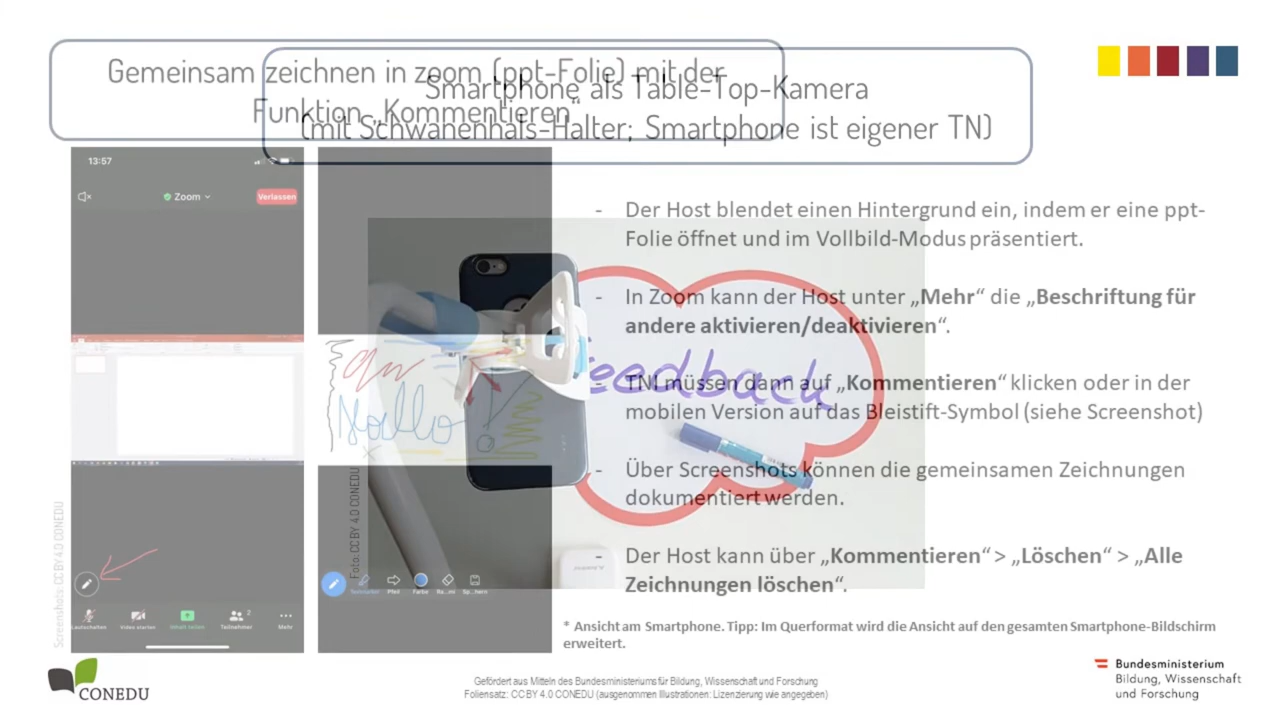 Gemeinsam zeichnen in zoom (ppt-Folie) mit der
Funktion „Kommentieren“
Smartphone als Table-Top-Kamera
(mit Schwanenhals-Halter; Smartphone ist eigener TN)
13:57
Zoom
Verlassen
- Der Host blendet einen Hintergrund ein, indem er eine ppt-
Folie öffnet und im Vollbild-Modus präsentiert.
- In Zoom kann der Host unter „Mehr“ die „Beschriftung für
andere aktivieren/deaktivieren“.
- TN müssen dann auf „Kommentieren“ klicken oder in der
mobilen Version auf das Bleistift-Symbol (siehe Screenshot)
- Über Screenshots können die gemeinsamen Zeichnungen
dokumentiert werden.
- Der Host kann über „Kommentieren“ > „Löschen“ > „Alle
Zeichnungen löschen“.
* Ansicht am Smartphone. Tipp: Im Querformat wird die Ansicht auf den gesamten Smartphone-Bildschirm
erweitert.
Hallo
eedback
Screenshots: CC BY 4.0 CONEDU
Foto: CC BY 4.0 CONEDU
Textmarker Pfeil Farbe Ra...mi Sp...hern
Lautschalten Video starten Inhalt teilen Teilnehmer 2 Mehr
CONEDU
Gefördert aus Mitteln des Bundesministeriums für Bildung, Wissenschaft und Forschung
Foliensatz: CC BY 4.0 CONEDU (ausgenommen Illustrationen: Lizenzierung wie angegeben)
Bundesministerium
Bildung, Wissenschaft
und Forschung